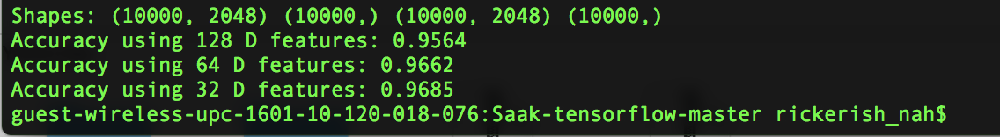 Shapes: (10000, 2048) (10000,) (10000, 2048) (10000,)
Accuracy using 128 D features: 0.9564
Accuracy using 64 D features: 0.9662
Accuracy using 32 D features: 0.9685
guest-wireless-upc-1601-10-120-018-076:Saak-tensorflow-master rickerish_nah$